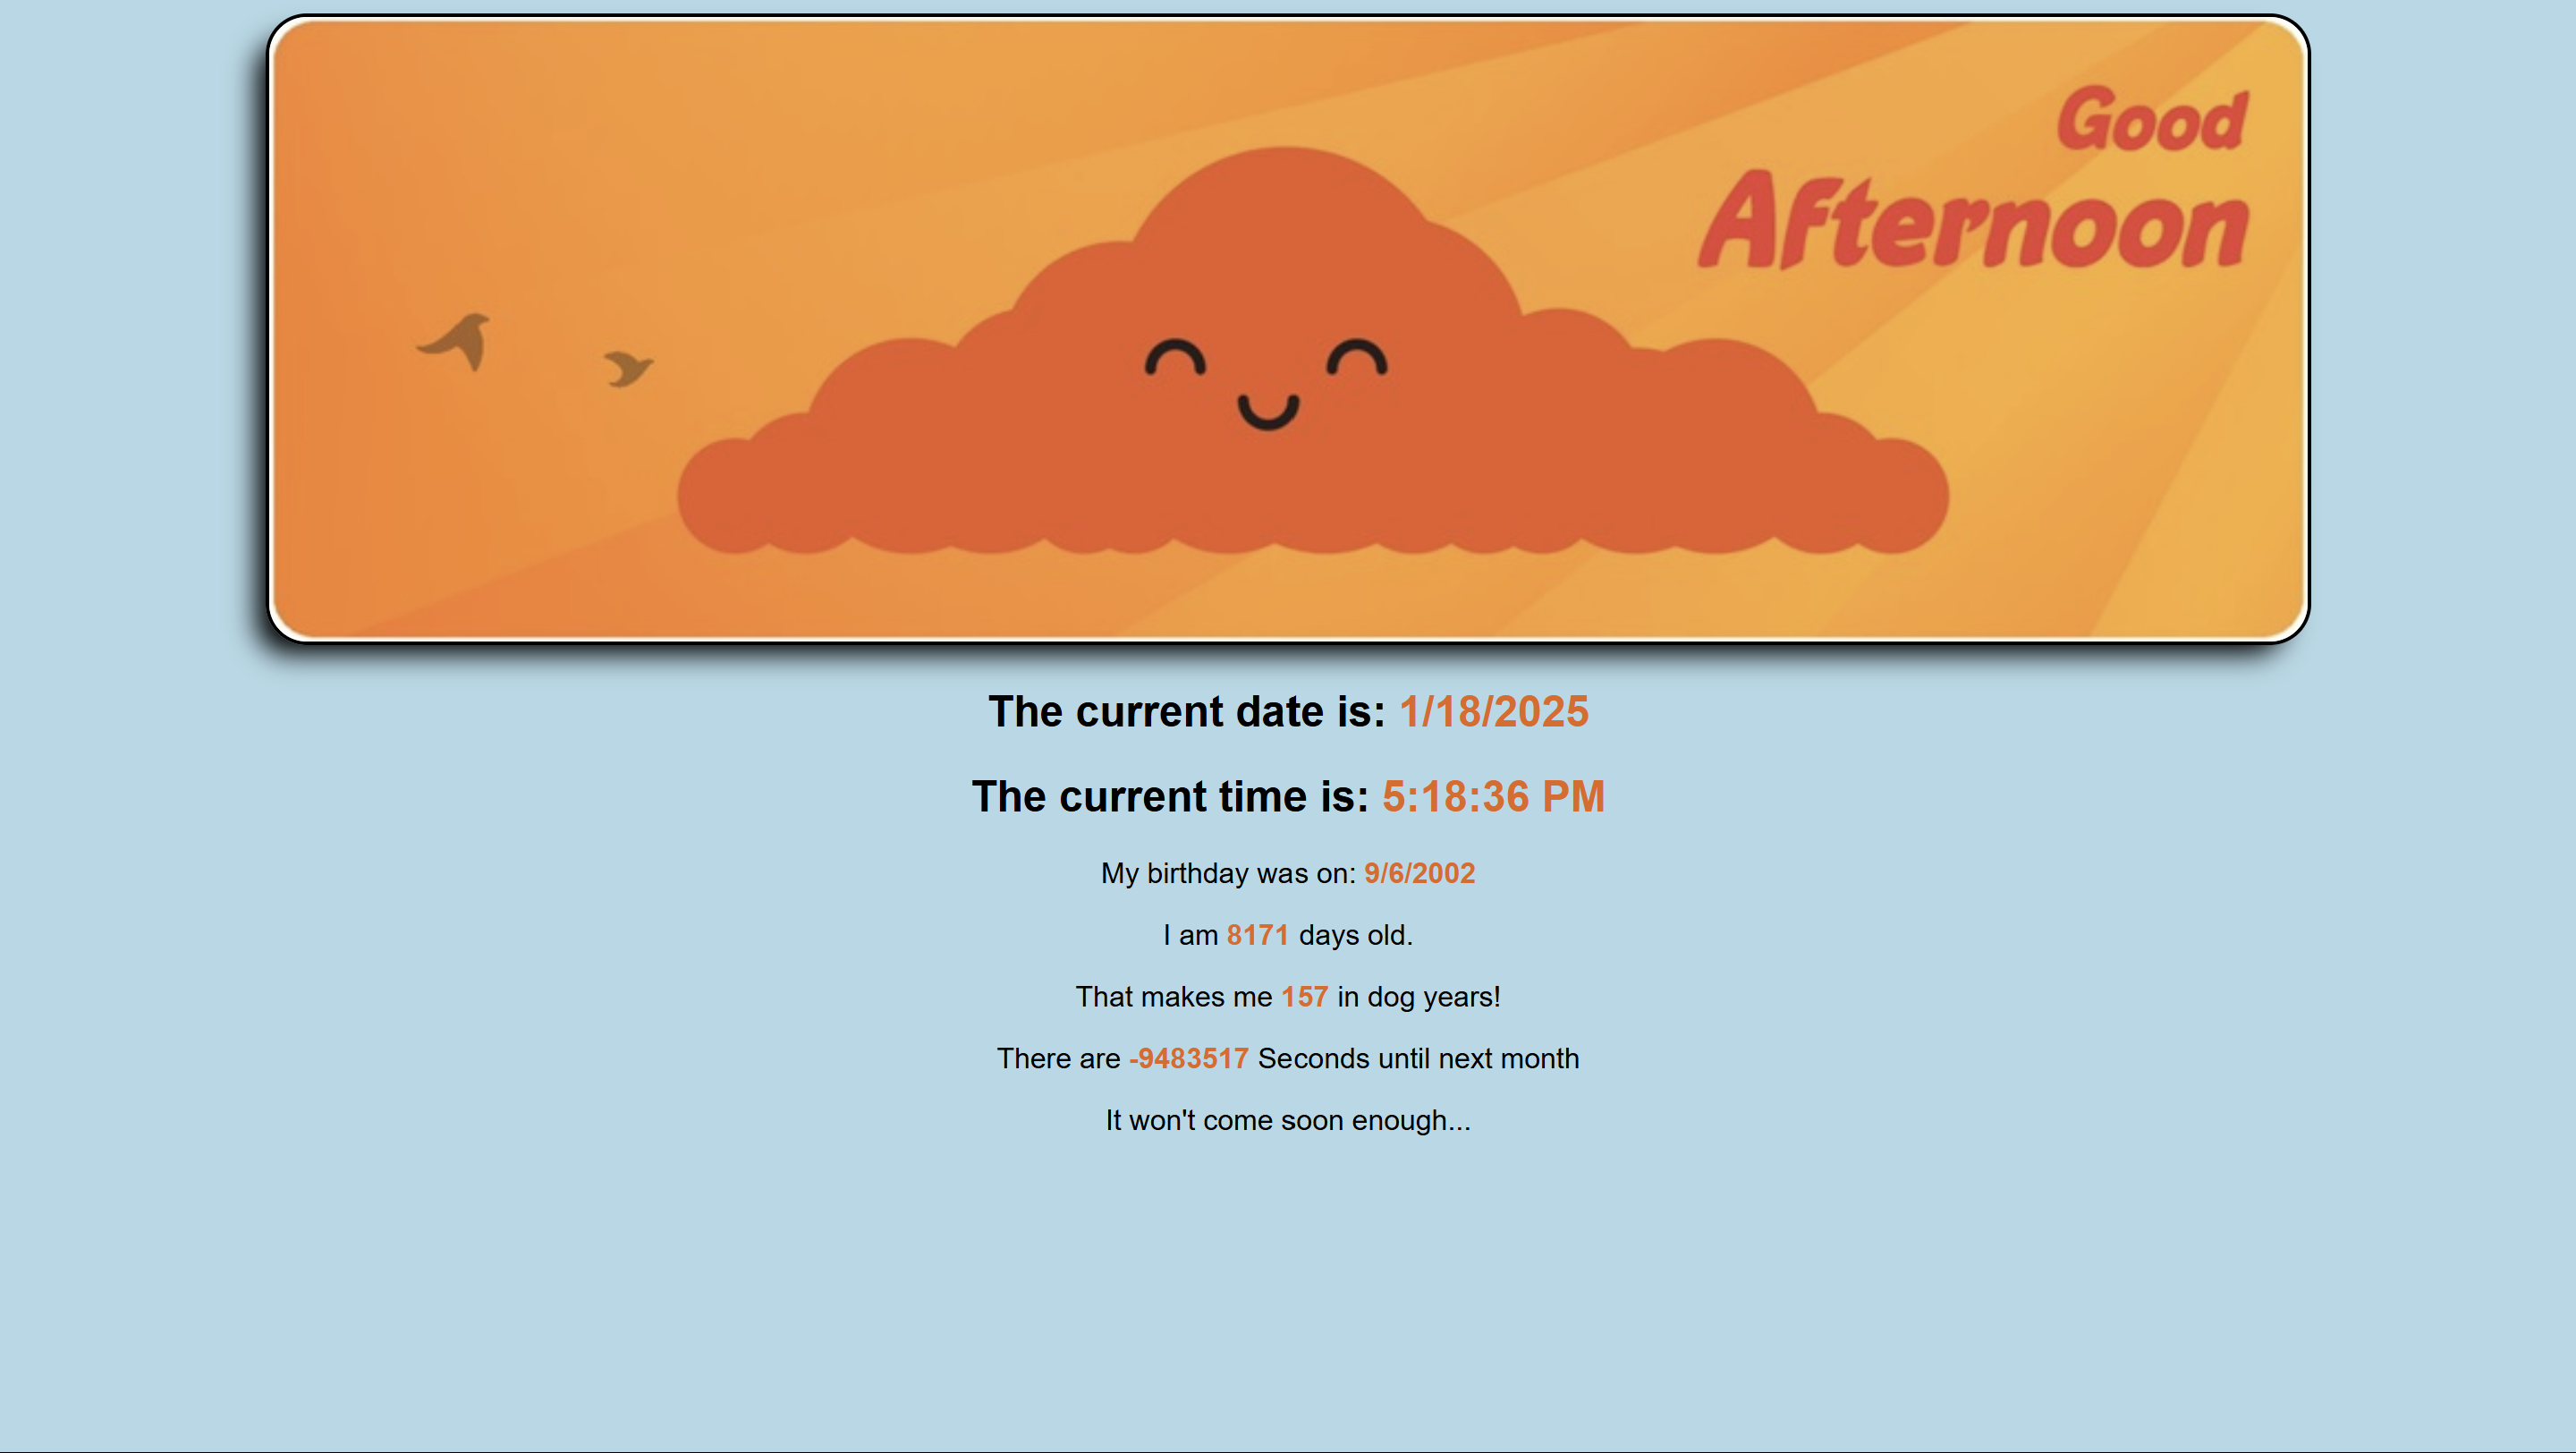 Good
Afternoon
The current date is: 1/18/2025
The current time is: 5:18:36 PM
My birthday was on: 9/6/2002
I am 8171 days old.
That makes me 157 in dog years!
There are -9483517 Seconds until next month
It won't come soon enough...